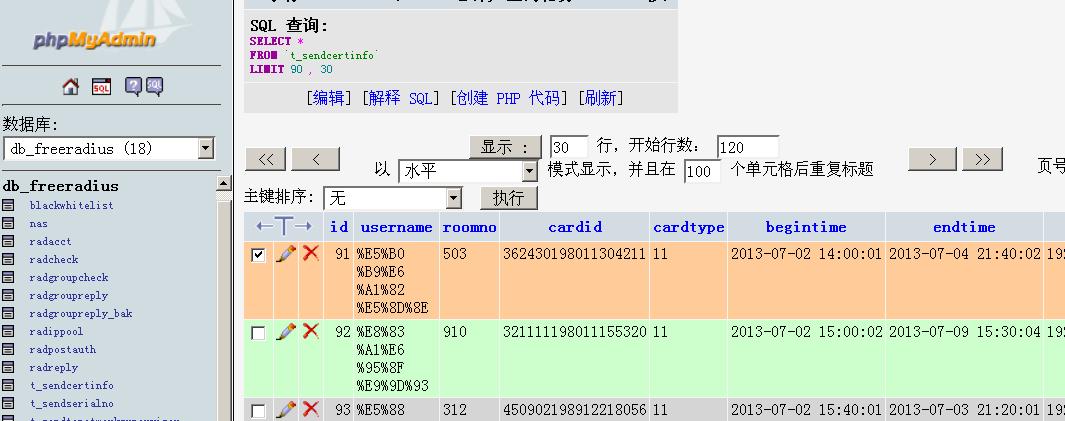 phpMyAdmin
SQL
SQL
数据库:
db_freeradius (18)
db_freeradius
blackwhitelist
nas
radacct
radcheck
radgroupcheck
radgroupreply
radgroupreply_bak
radippool
radpostauth
radreply
t_sendcertinfo
t_sendserialno
SQL 查询:
SELECT *
FROM `t_sendcertinfo`
LIMIT 90 , 30
[编辑] [解释 SQL] [创建 PHP 代码] [刷新]
<< < 显示 : 30 行，开始行数: 120 > >> 页号
以 水平 模式显示，并且在 100 个单元格后重复标题
主键排序: 无 执行
←T→ id username roomno cardid cardtype begintime endtime
91 %E5%B0 503 362430198011304211 11 2013-07-02 14:00:01 2013-07-04 21:40:02 192
%B9%E6
%A1%82
%E5%8D%8E
92 %E8%83 910 321111198011155320 11 2013-07-02 15:00:02 2013-07-09 15:30:04 192
%A1%E6
%95%8F
%E9%9D%93
93 %E5%88 312 450902198912218056 11 2013-07-02 15:40:01 2013-07-03 21:20:01 192